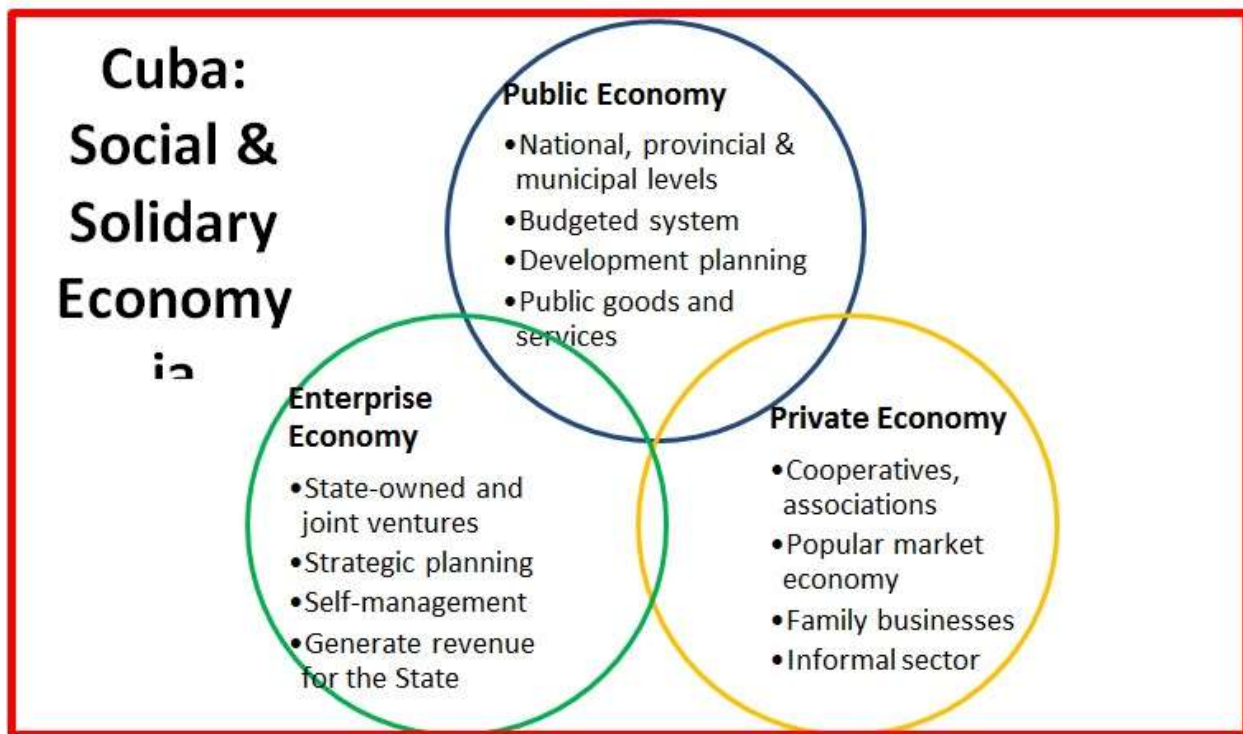 Cuba:
Social &
Solidary
Economy
ia
Public Economy
•National, provincial &
municipal levels
•Budgeted system
•Development planning
•Public goods and
services
Enterprise
Economy
•State-owned and
joint ventures
•Strategic planning
•Self-management
•Generate revenue
for the State
Private Economy
•Cooperatives,
associations
•Popular market
economy
•Family businesses
•Informal sector